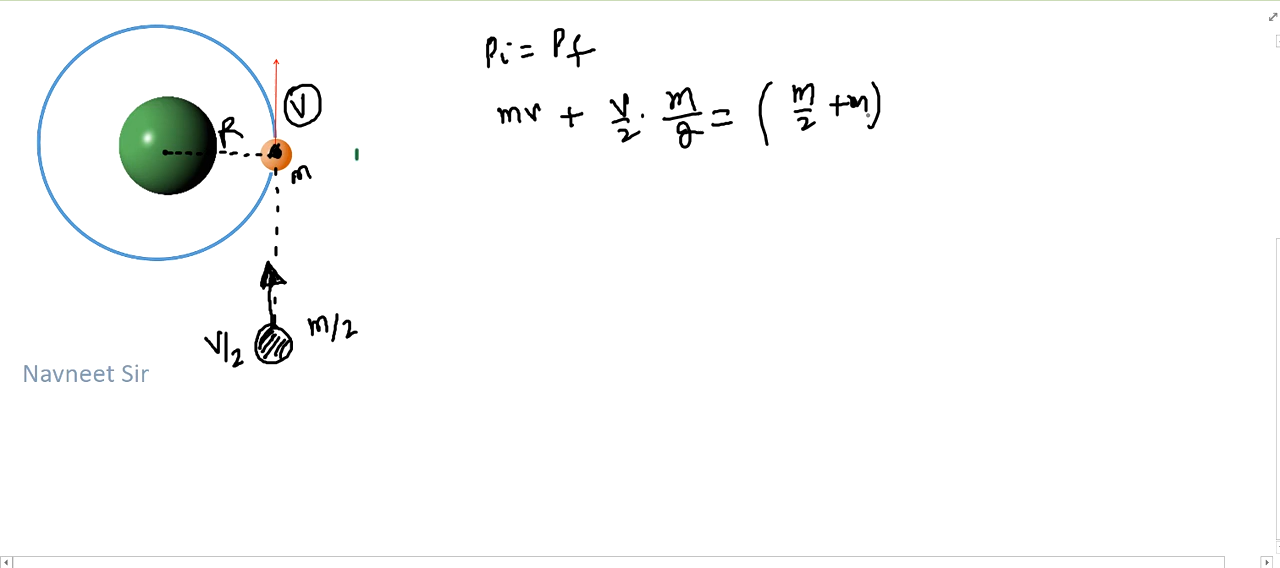 Pi = Pf
V
mv + v/2 · m/2 = (m/2 + m)
R
m
m/2
V/2
Navneet Sir